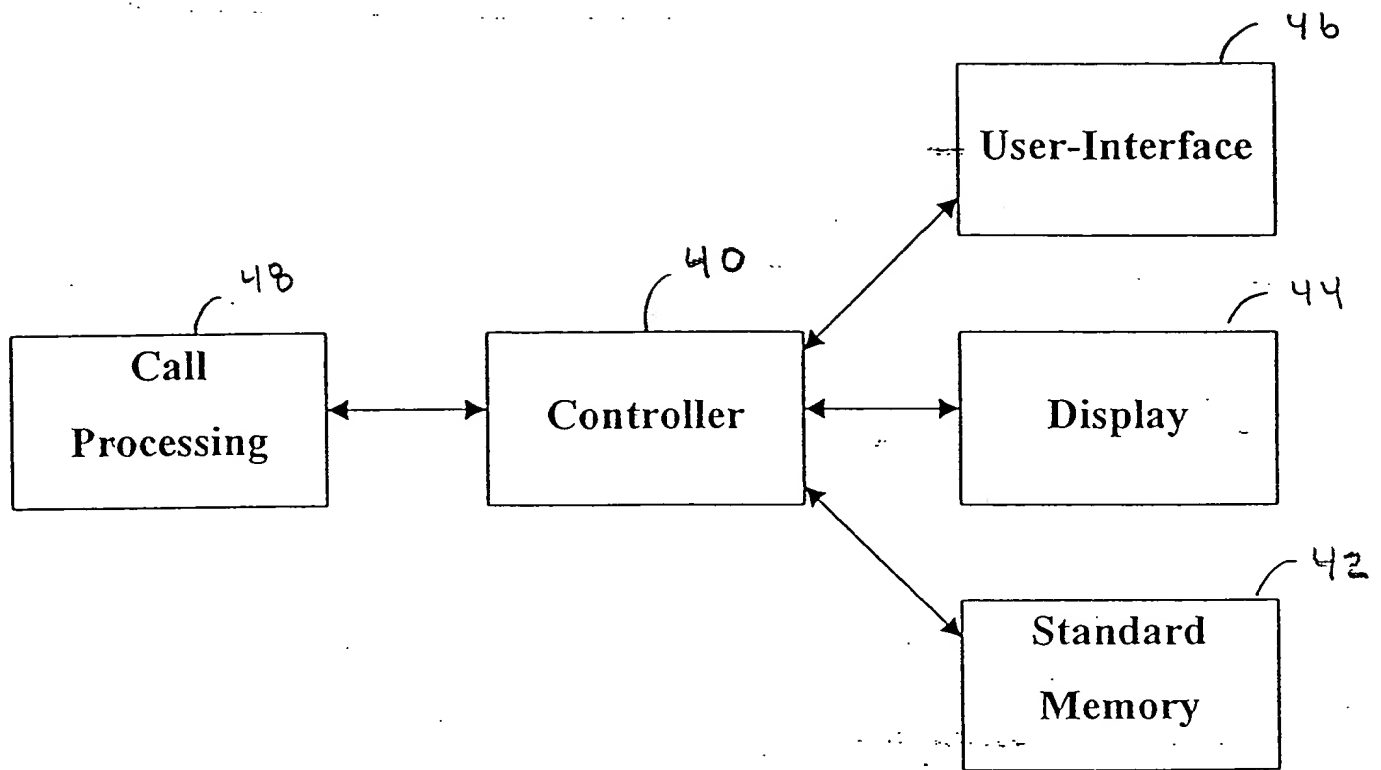 46
User-Interface
48
40
44
Call
Processing
Controller
Display
42
Standard
Memory